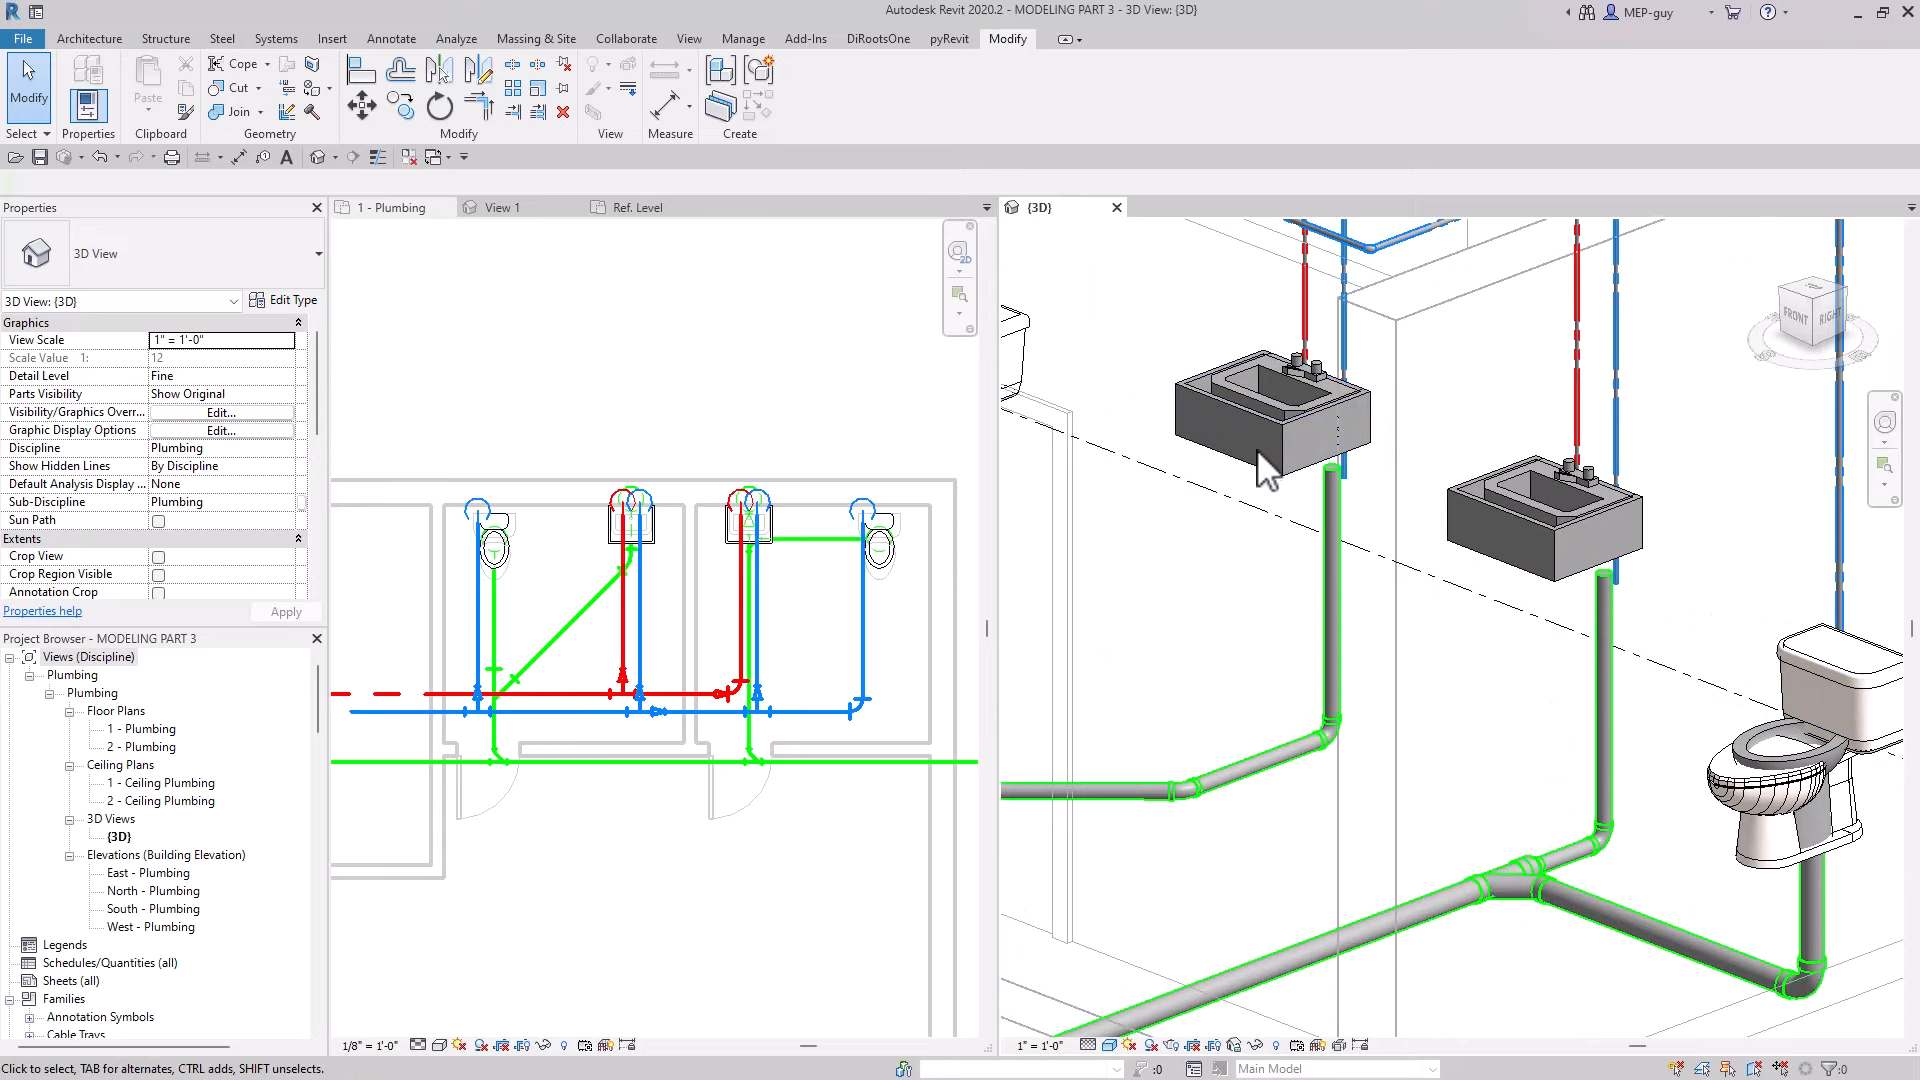 Autodesk Revit 2020.2 - MODELING PART 3 - 3D View: {3D}
MEP-guy
File Architecture Structure Steel Systems Insert Annotate Analyze Massing & Site Collaborate View Manage Add-Ins DiRootsOne pyRevit Modify
Modify
Paste
Cope
Cut
Join
Select Properties Clipboard Geometry Modify View Measure Create
Properties
1 - Plumbing
View 1
Ref. Level
{3D}
3D View
3D View: {3D}
Edit Type
Graphics
View Scale 1" = 1'-0"
Scale Value 1: 12
Detail Level Fine
Parts Visibility Show Original
Visibility/Graphics Overr... Edit...
Graphic Display Options Edit...
Discipline Plumbing
Show Hidden Lines By Discipline
Default Analysis Display ... None
Sub-Discipline Plumbing
Sun Path
Extents
Crop View
Crop Region Visible
Annotation Crop
Properties help
Apply
Project Browser - MODELING PART 3
Views (Discipline)
Plumbing
Plumbing
Floor Plans
1 - Plumbing
2 - Plumbing
Ceiling Plans
1 - Ceiling Plumbing
2 - Ceiling Plumbing
3D Views
{3D}
Elevations (Building Elevation)
East - Plumbing
North - Plumbing
South - Plumbing
West - Plumbing
Legends
Schedules/Quantities (all)
Sheets (all)
Families
Annotation Symbols
Cable Trays
2D
FRONT
RIGHT
1/8" = 1'-0"
1" = 1'-0"
Click to select, TAB for alternates, CTRL adds, SHIFT unselects.
:0
Main Model
:0